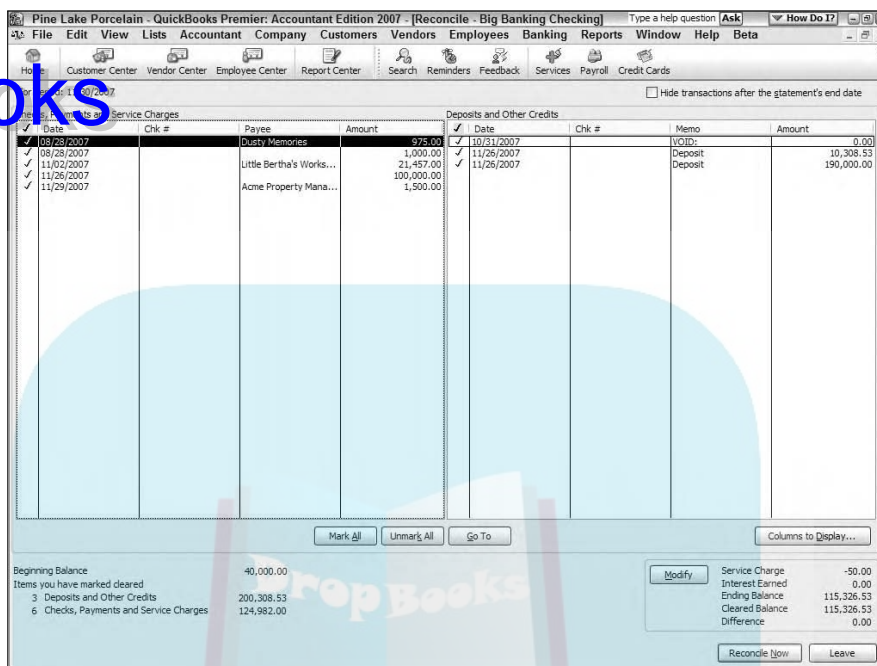 Pine Lake Porcelain - QuickBooks Premier: Accountant Edition 2007 - [Reconcile - Big Banking Checking]
Type a help question Ask How Do I?
File Edit View Lists Accountant Company Customers Vendors Employees Banking Reports Window Help Beta
Customer Center Vendor Center Employee Center Report Center Search Reminders Feedback Services Payroll Credit Cards
ooks
Hide transactions after the statement's end date
Deposits and Other Credits
Date Chk # Payee Amount
Date Chk # Memo Amount
08/28/2007 Dusty Memories 975.00
10/31/2007 VOID: 0.00
08/28/2007 1,000.00
11/26/2007 Deposit 10,308.53
11/02/2007 Little Bertha's Works... 21,457.00
11/26/2007 Deposit 190,000.00
11/26/2007 100,000.00
11/29/2007 Acme Property Mana... 1,500.00
Mark All Unmark All Go To Columns to Display...
Beginning Balance 40,000.00
Items you have marked cleared
3 Deposits and Other Credits 200,308.53
6 Checks, Payments and Service Charges 124,982.00
Modify
Service Charge -50.00
Interest Earned 0.00
Ending Balance 115,326.53
Cleared Balance 115,326.53
Difference 0.00
Reconcile Now Leave
DropBooks